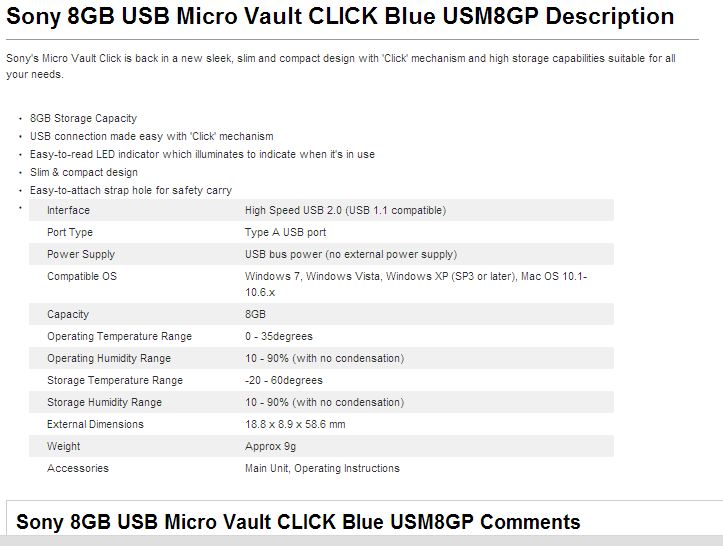 Sony 8GB USB Micro Vault CLICK Blue USM8GP Description
Sony's Micro Vault Click is back in a new sleek, slim and compact design with 'Click' mechanism and high storage capabilities suitable for all
your needs.
• 8GB Storage Capacity
• USB connection made easy with 'Click' mechanism
• Easy-to-read LED indicator which illuminates to indicate when it's in use
• Slim & compact design
• Easy-to-attach strap hole for safety carry
• Interface High Speed USB 2.0 (USB 1.1 compatible)
Port Type Type A USB port
Power Supply USB bus power (no external power supply)
Compatible OS Windows 7, Windows Vista, Windows XP (SP3 or later), Mac OS 10.1-
10.6.x
Capacity 8GB
Operating Temperature Range 0 - 35degrees
Operating Humidity Range 10 - 90% (with no condensation)
Storage Temperature Range -20 - 60degrees
Storage Humidity Range 10 - 90% (with no condensation)
External Dimensions 18.8 x 8.9 x 58.6 mm
Weight Approx 9g
Accessories Main Unit, Operating Instructions
Sony 8GB USB Micro Vault CLICK Blue USM8GP Comments